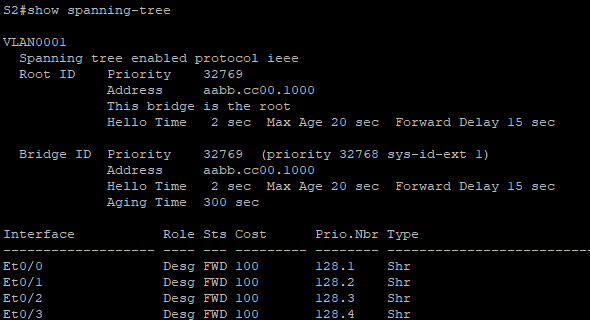 S2#show spanning-tree

VLAN0001
  Spanning tree enabled protocol ieee
  Root ID    Priority    32769
             Address     aabb.cc00.1000
             This bridge is the root
             Hello Time   2 sec  Max Age 20 sec  Forward Delay 15 sec

  Bridge ID  Priority    32769  (priority 32768 sys-id-ext 1)
             Address     aabb.cc00.1000
             Hello Time   2 sec  Max Age 20 sec  Forward Delay 15 sec
             Aging Time  300 sec

Interface           Role Sts Cost      Prio.Nbr Type
------------------- ---- --- --------- -------- --------------------------
Et0/0               Desg FWD 100       128.1    Shr
Et0/1               Desg FWD 100       128.2    Shr
Et0/2               Desg FWD 100       128.3    Shr
Et0/3               Desg FWD 100       128.4    Shr